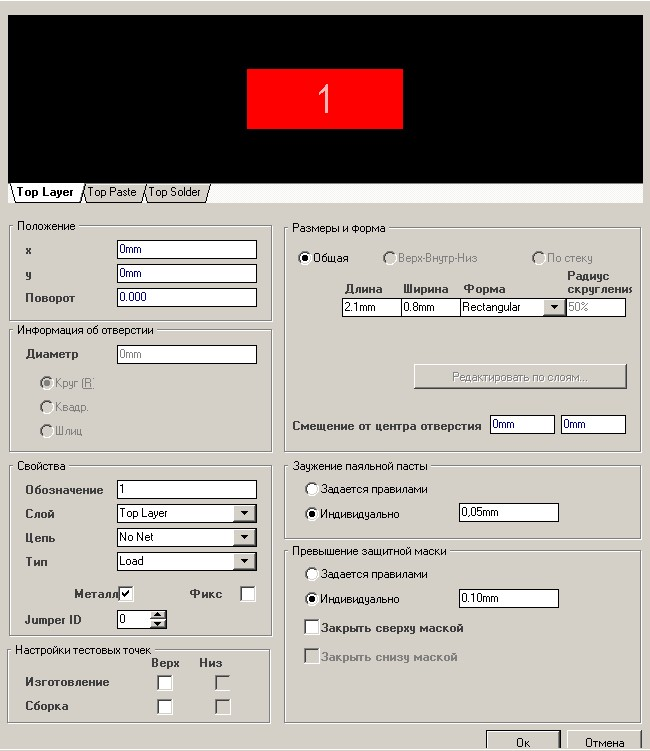 1
Top Layer Top Paste Top Solder
Положение
x 0mm
y 0mm
Поворот 0.000
Информация об отверстии
Диаметр 0mm
Круг (R)
Квадр.
Шлиц
Свойства
Обозначение 1
Слой Top Layer
Цепь No Net
Тип Load
Металл Фикс
Jumper ID 0
Настройки тестовых точек
Верх Низ
Изготовление
Сборка
Размеры и форма
Общая Верх-Внутр-Низ По стеку
Радиус
Длина Ширина Форма скругления
2.1mm 0.8mm Rectangular 50%
Редактировать по слоям...
Смещение от центра отверстия 0mm 0mm
Заужение паяльной пасты
Задается правилами
Индивидуально 0,05mm
Превышение защитной маски
Задается правилами
Индивидуально 0.10mm
Закрыть сверху маской
Закрыть снизу маской
Ок Отмена